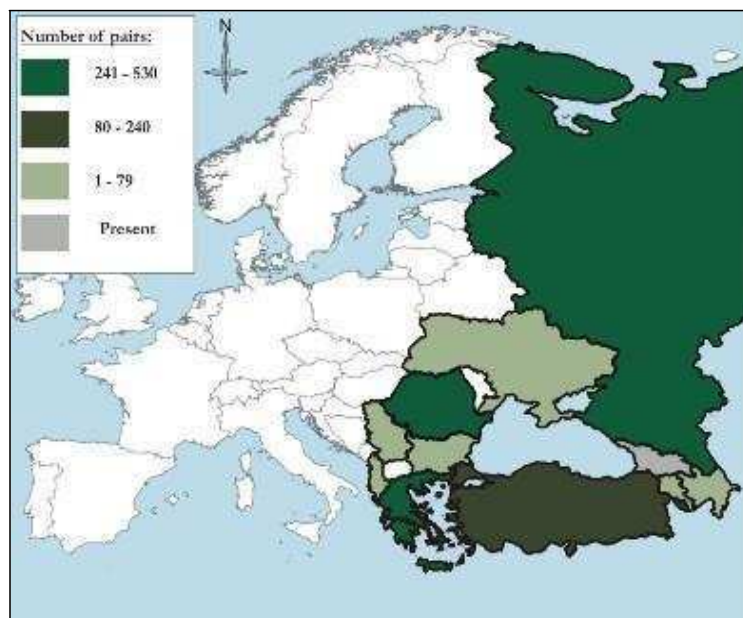 Number of pairs:
241 - 530
80 - 240
1 - 79
Present
N